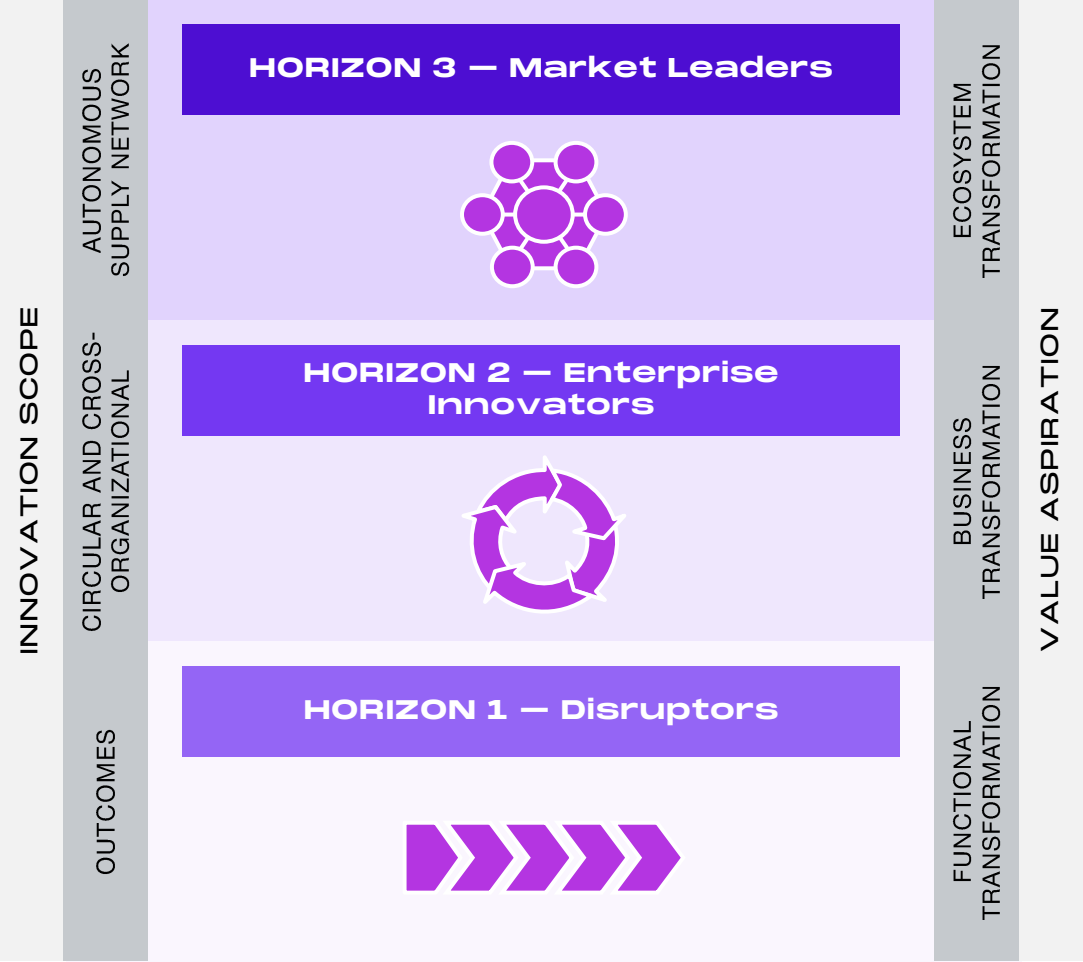 INNOVATION SCOPE
AUTONOMOUS
SUPPLY NETWORK
HORIZON 3 — Market Leaders
ECOSYSTEM
TRANSFORMATION
CIRCULAR AND CROSS-
ORGANIZATIONAL
HORIZON 2 — Enterprise
Innovators
BUSINESS
TRANSFORMATION
OUTCOMES
HORIZON 1 — Disruptors
FUNCTIONAL
TRANSFORMATION
VALUE ASPIRATION